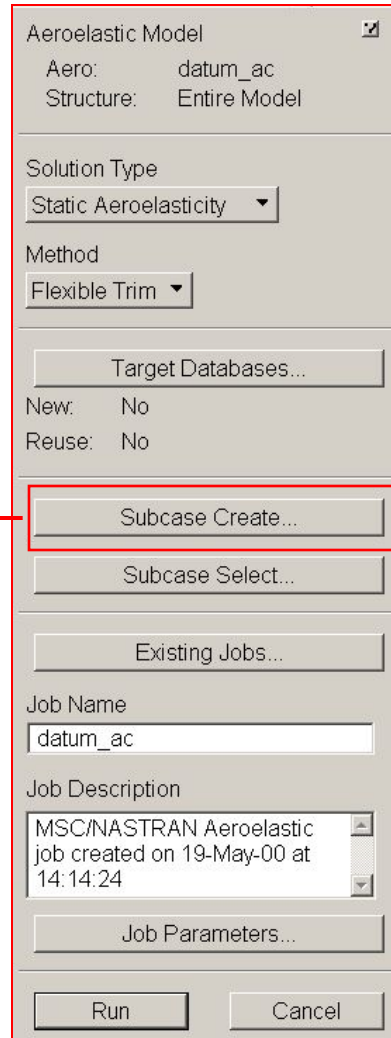 Aeroelastic Model
Aero: datum_ac
Structure: Entire Model
Solution Type
Static Aeroelasticity
Method
Flexible Trim
Target Databases...
New: No
Reuse: No
Subcase Create...
Subcase Select...
Existing Jobs...
Job Name
datum_ac
Job Description
MSC/NASTRAN Aeroelastic
job created on 19-May-00 at
14:14:24
Job Parameters...
Run Cancel